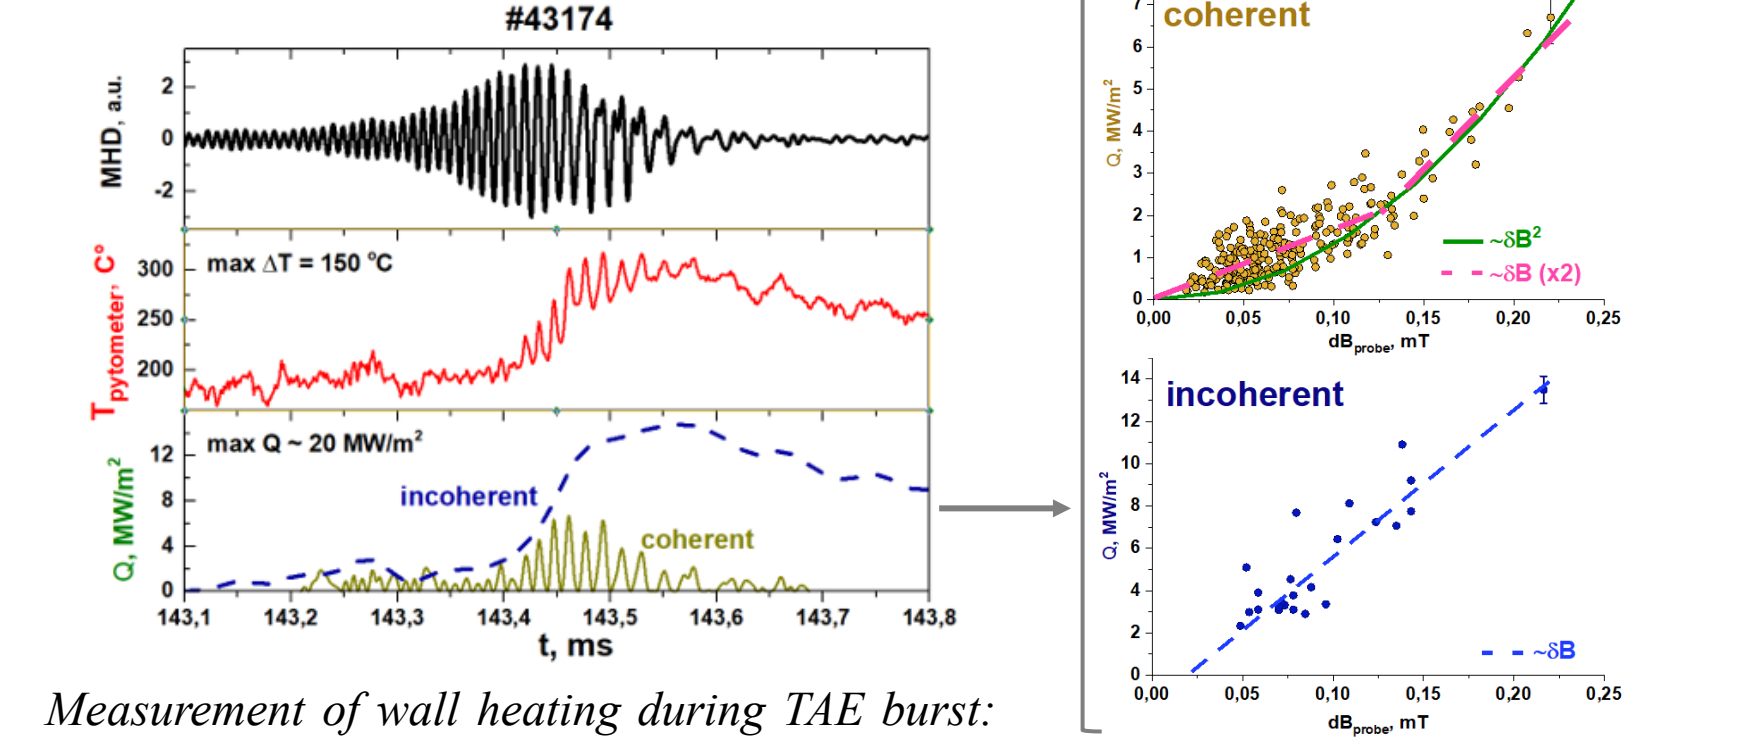 #43174
MHD, a.u.
2
0
-2
max ΔT = 150 °C
Tpytometer, C°
300
250
200
max Q ~ 20 MW/m²
incoherent
coherent
Q, MW/m²
12
8
4
0
143,1 143,2 143,3 143,4 143,5 143,6 143,7 143,8
t, ms
Measurement of wall heating during TAE burst:
coherent
Q, MW/m²
7
6
5
4
3
2
1
0
~δB²
~δB (x2)
0,00 0,05 0,10 0,15 0,20 0,25
dBprobe, mT
incoherent
Q, MW/m²
14
12
10
8
6
4
2
0
~δB
0,00 0,05 0,10 0,15 0,20 0,25
dBprobe, mT